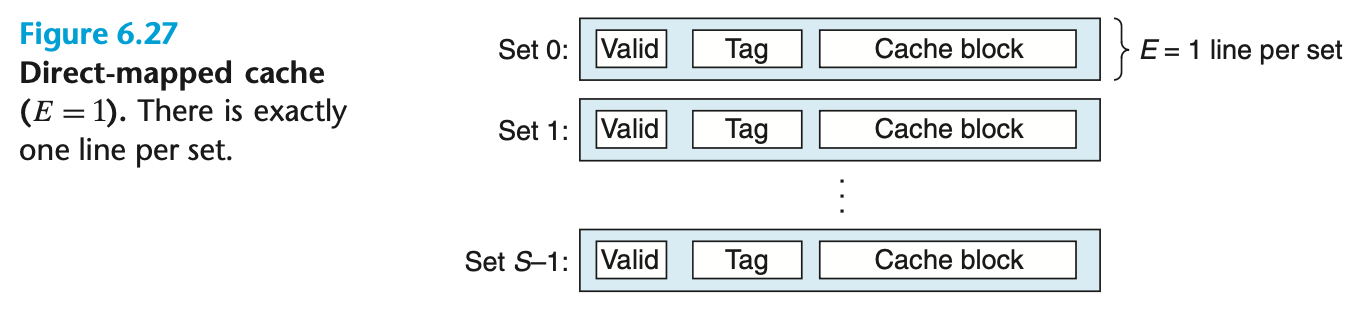 Figure 6.27
Direct-mapped cache
(E = 1). There is exactly
one line per set.
Set 0: Valid Tag Cache block E = 1 line per set
Set 1: Valid Tag Cache block
⋮
Set S–1: Valid Tag Cache block